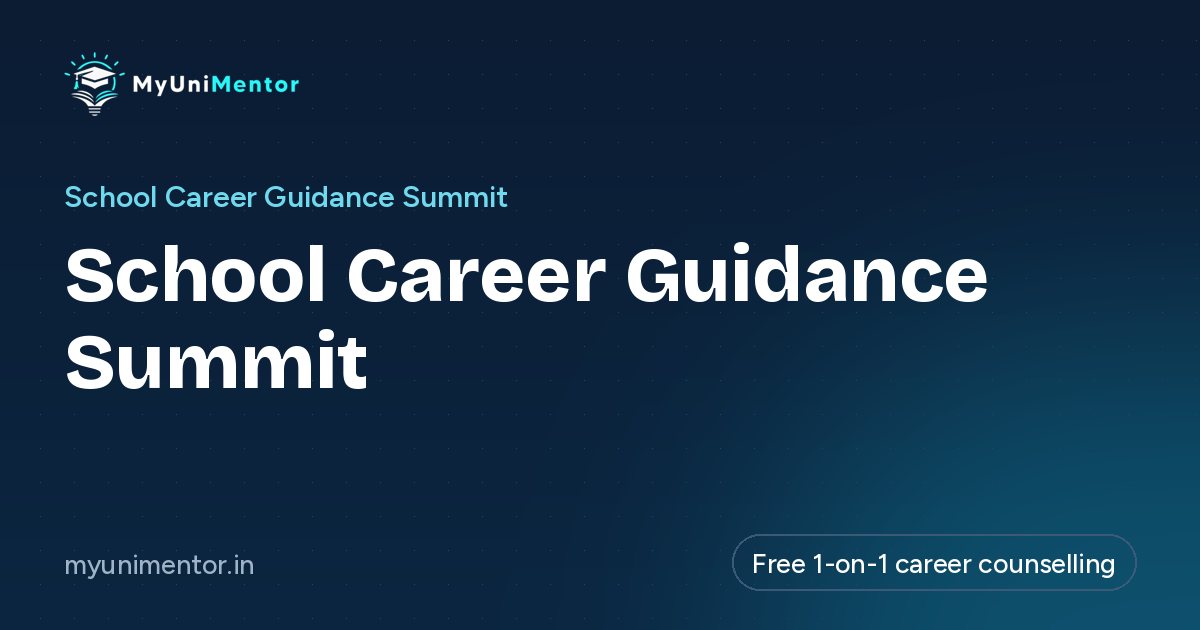 MyUniMentor
School Career Guidance Summit
School Career Guidance
Summit
myunimentor.in
Free 1-on-1 career counselling